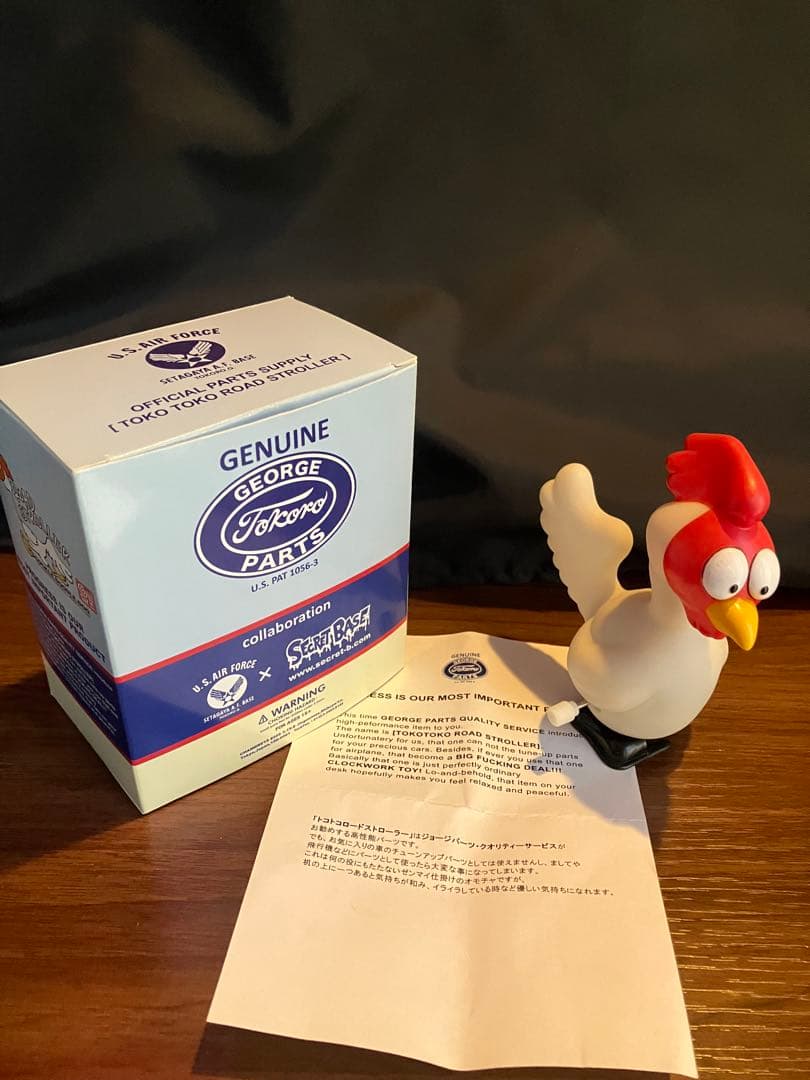 U.S. AIR FORCE
SETAGAYA A.F. BASE
TOKORO.G
OFFICIAL PARTS SUPPLY
[ TOKO TOKO ROAD STROLLER ]
GENUINE
GEORGE
Tokoro
PARTS
U.S. PAT 1056-3
collaboration
U.S. AIR FORCE
SETAGAYA A.F. BASE
×
SECRET BASE
www.secret-b.com
WARNING
CHOKING HAZARD
FOR AGES 15+
ROAD
STROLLER
IS OUR
PRODUCT
GENUINE
GEORGE
Tokoro
PARTS
ESS IS OUR MOST IMPORTANT P
This time GEORGE PARTS QUALITY SERVICE introduc
high-peformance item to you.
The name is [TOKOTOKO ROAD STROLLER].
Unfortunately for us, that one can not the tune-up parts
for your precious cars. Besides, if ever you use that one
for airplane, that become a BIG FUCKING DEAL!!!
Basically that one is just perfectly ordinary
CLOCKWORK TOY! Lo-and-behold, that item on your
desk hopefully makes you feel relaxed and peaceful.
「トコトコロードストローラー」はジョージパーツ・クオリティーサービスが
お勧めする高性能パーツです。
でも、お気に入りの車のチューンアップパーツとしては使えませんし、ましてや
飛行機などにパーツとして使ったら大変な事になってしまいます。
これは何の役にもたたないゼンマイ仕掛けのオモチャですが、
机の上に一つあると気持ちが和み、イライラしている時など優しい気持ちになれます。